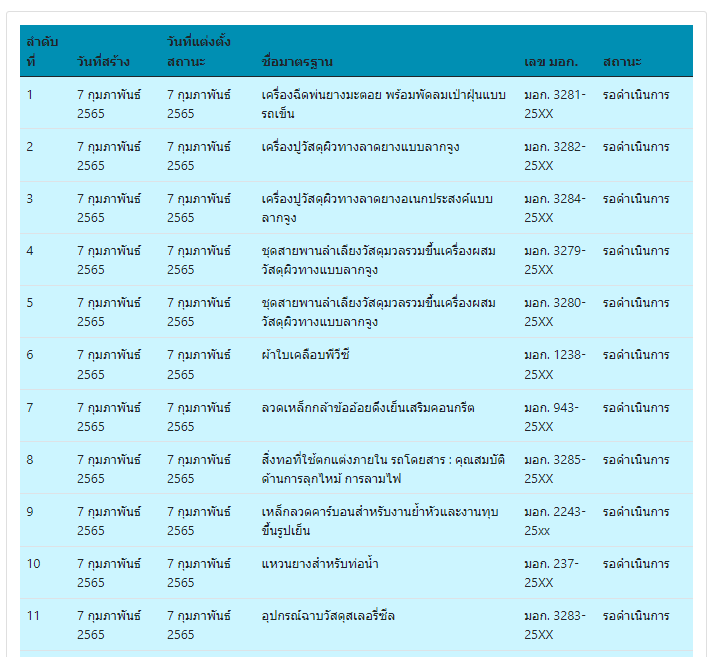 ลำดับ วันที่แต่งตั้ง
ที่ วันที่สร้าง สถานะ ชื่อมาตรฐาน เลข มอก. สถานะ
1 7 กุมภาพันธ์ 7 กุมภาพันธ์ เครื่องฉีดพ่นยางมะตอย พร้อมพัดลมเป่าฝุ่นแบบ มอก. 3281- รอดำเนินการ
2565 2565 รถเข็น 25XX
2 7 กุมภาพันธ์ 7 กุมภาพันธ์ เครื่องปูวัสดุผิวทางลาดยางแบบลากจูง มอก. 3282- รอดำเนินการ
2565 2565 25XX
3 7 กุมภาพันธ์ 7 กุมภาพันธ์ เครื่องปูวัสดุผิวทางลาดยางอเนกประสงค์แบบ มอก. 3284- รอดำเนินการ
2565 2565 ลากจูง 25XX
4 7 กุมภาพันธ์ 7 กุมภาพันธ์ ชุดสายพานลำเลียงวัสดุมวลรวมขึ้นเครื่องผสม มอก. 3279- รอดำเนินการ
2565 2565 วัสดุผิวทางแบบลากจูง 25XX
5 7 กุมภาพันธ์ 7 กุมภาพันธ์ ชุดสายพานลำเลียงวัสดุมวลรวมขึ้นเครื่องผสม มอก. 3280- รอดำเนินการ
2565 2565 วัสดุผิวทางแบบลากจูง 25XX
6 7 กุมภาพันธ์ 7 กุมภาพันธ์ ผ้าใบเคลือบพีวีซี มอก. 1238- รอดำเนินการ
2565 2565 25XX
7 7 กุมภาพันธ์ 7 กุมภาพันธ์ ลวดเหล็กกล้าข้ออ้อยดึงเย็นเสริมคอนกรีต มอก. 943- รอดำเนินการ
2565 2565 25XX
8 7 กุมภาพันธ์ 7 กุมภาพันธ์ สิ่งทอที่ใช้ตกแต่งภายใน รถโดยสาร : คุณสมบัติ มอก. 3285- รอดำเนินการ
2565 2565 ด้านการลุกไหม้ การลามไฟ 25XX
9 7 กุมภาพันธ์ 7 กุมภาพันธ์ เหล็กลวดคาร์บอนสำหรับงานย้ำหัวและงานทุบ มอก. 2243- รอดำเนินการ
2565 2565 ขึ้นรูปเย็น 25xx
10 7 กุมภาพันธ์ 7 กุมภาพันธ์ แหวนยางสำหรับท่อน้ำ มอก. 237- รอดำเนินการ
2565 2565 25XX
11 7 กุมภาพันธ์ 7 กุมภาพันธ์ อุปกรณ์ฉาบวัสดุสเลอรี่ซีล มอก. 3283- รอดำเนินการ
2565 2565 25XX